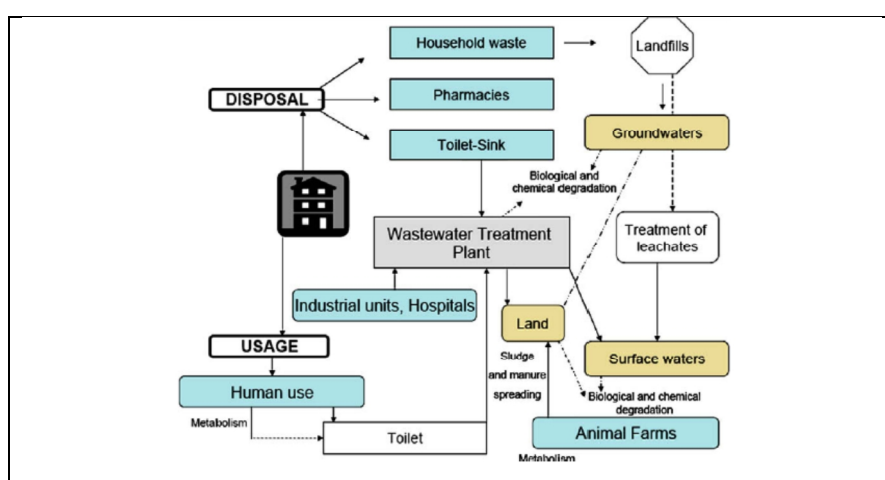 Household waste
Landfills
DISPOSAL
Pharmacies
Groundwaters
Toilet-Sink
Biological and
chemical degradation
Wastewater Treatment
Plant
Treatment of
leachates
Industrial units, Hospitals
Land
USAGE
Sludge
and manure
spreading
Surface waters
Human use
Biological and chemical
degradation
Metabolism
Toilet
Animal Farms
Metabolism